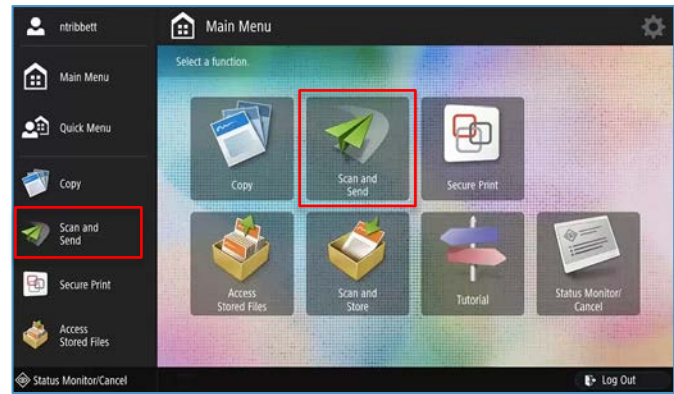 ntribbett
Main Menu
Main Menu
Quick Menu
Copy
Scan and
Send
Secure Print
Access
Stored Files
Status Monitor/Cancel
Select a function.
Copy
Scan and
Send
Secure Print
Access
Stored Files
Scan and
Store
Tutorial
Status Monitor/
Cancel
Log Out